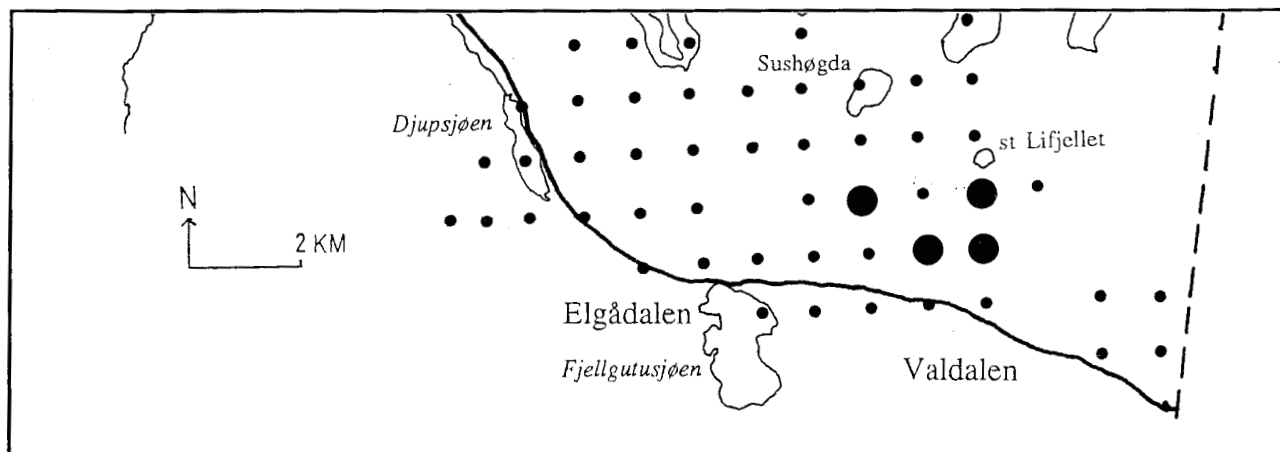 Sushøgda
Djupsjøen
st Lifjellet
N
2 KM
Elgådalen
Fjellgutusjøen
Valdalen